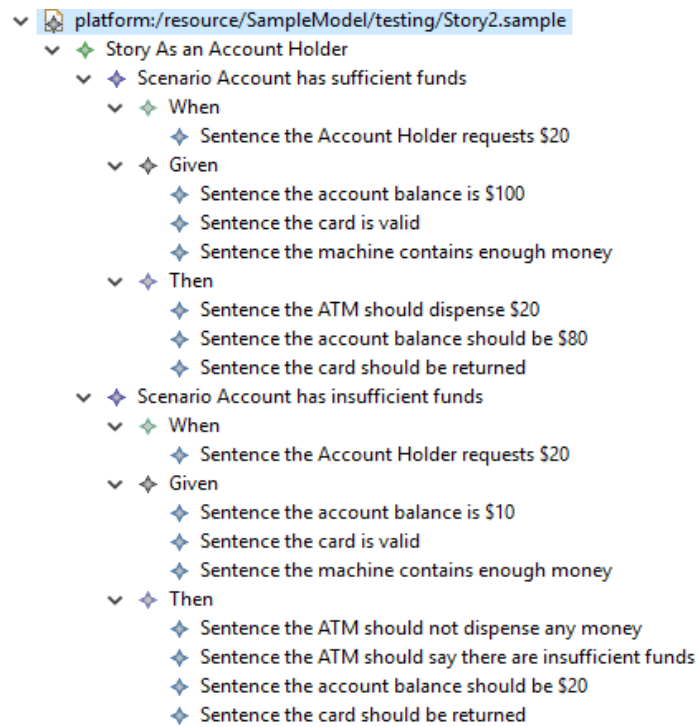 platform:/resource/SampleModel/testing/Story2.sample
Story As an Account Holder
Scenario Account has sufficient funds
When
Sentence the Account Holder requests $20
Given
Sentence the account balance is $100
Sentence the card is valid
Sentence the machine contains enough money
Then
Sentence the ATM should dispense $20
Sentence the account balance should be $80
Sentence the card should be returned
Scenario Account has insufficient funds
When
Sentence the Account Holder requests $20
Given
Sentence the account balance is $10
Sentence the card is valid
Sentence the machine contains enough money
Then
Sentence the ATM should not dispense any money
Sentence the ATM should say there are insufficient funds
Sentence the account balance should be $20
Sentence the card should be returned